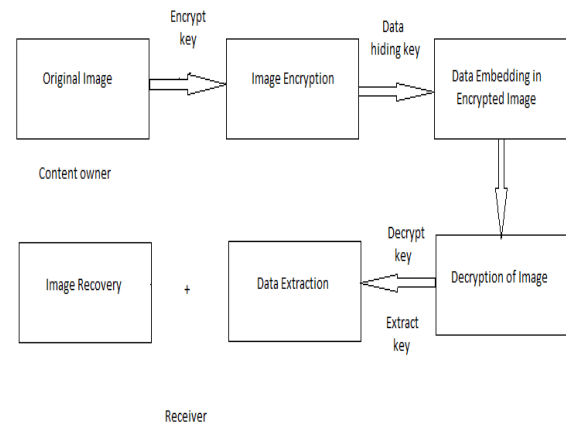 Encrypt
key
Data
hiding key
Original Image
Image Encryption
Data Embedding in
Encrypted Image
Content owner
Decrypt
key
Image Recovery
+
Data Extraction
Decryption of Image
Extract
key
Receiver